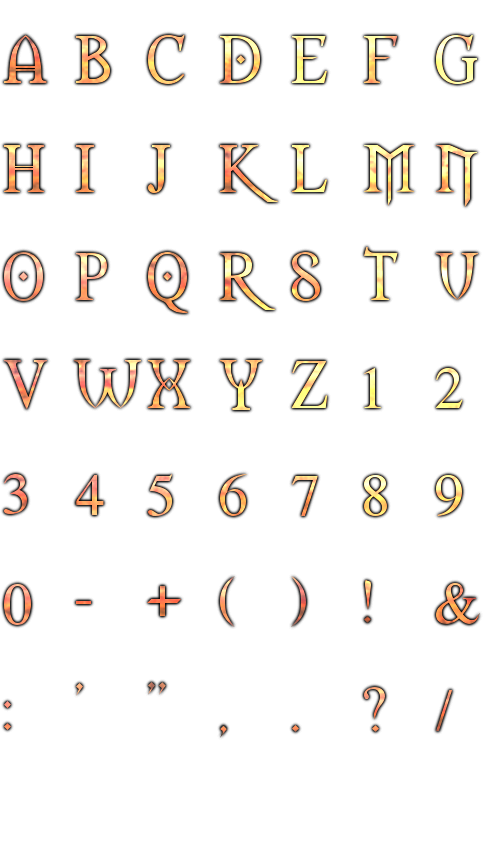 A B C D E F G
H I J K L M N
O P Q R S T U
V W X Y Z 1 2
3 4 5 6 7 8 9
0 - + ( ) ! &
: ’ ” , . ? /